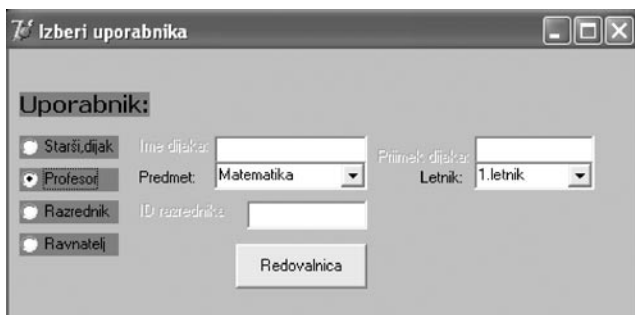 Izberi uporabnika
Uporabnik:
Starši,dijak Ime dijaka: Priimek dijaka:
Profesor Predmet: Matematika Letnik: 1.letnik
Razrednik ID razrednika
Ravnatelj
Redovalnica